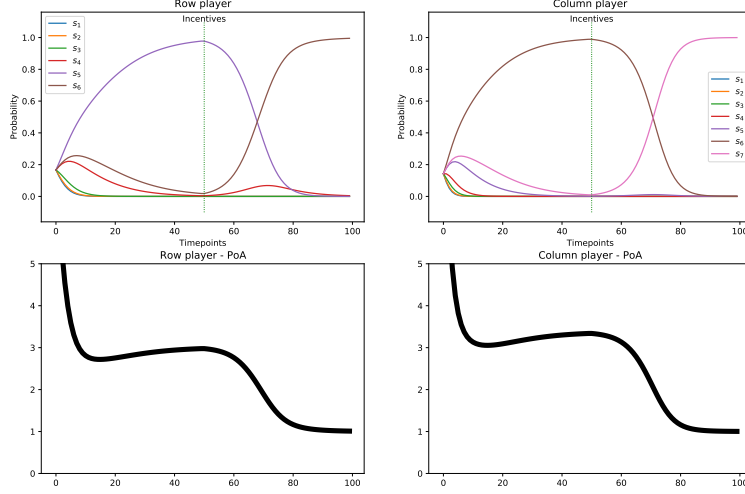 Row player
Incentives
Probability
1.0
0.8
0.6
0.4
0.2
0.0
s1
s2
s3
s4
s5
s6
0 20 40 60 80 100
Timepoints
Column player
Incentives
Probability
1.0
0.8
0.6
0.4
0.2
0.0
s1
s2
s3
s4
s5
s6
s7
0 20 40 60 80 100
Timepoints
Row player - PoA
5
4
3
2
1
0
0 20 40 60 80 100
Column player - PoA
5
4
3
2
1
0
0 20 40 60 80 100